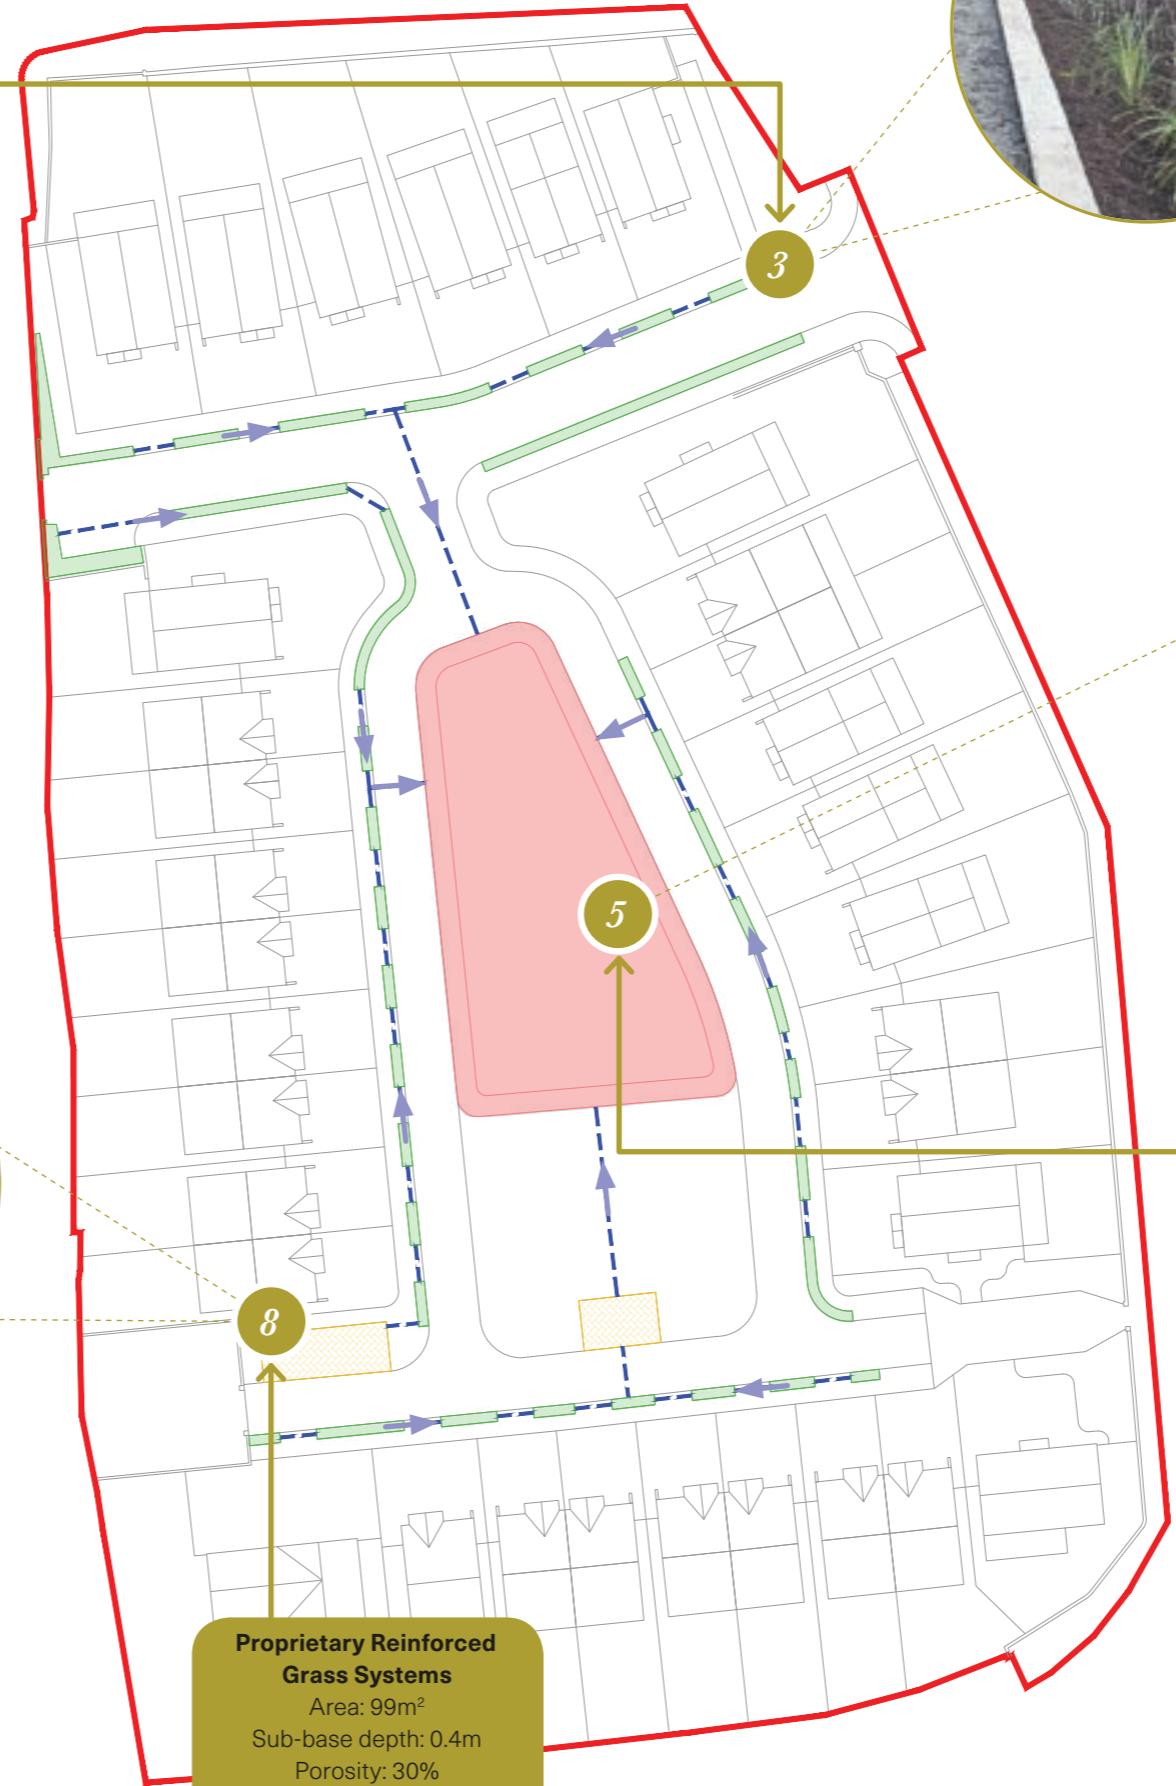 3
5
8
Proprietary Reinforced
Grass Systems
Area: 99m²
Sub-base depth: 0.4m
Porosity: 30%